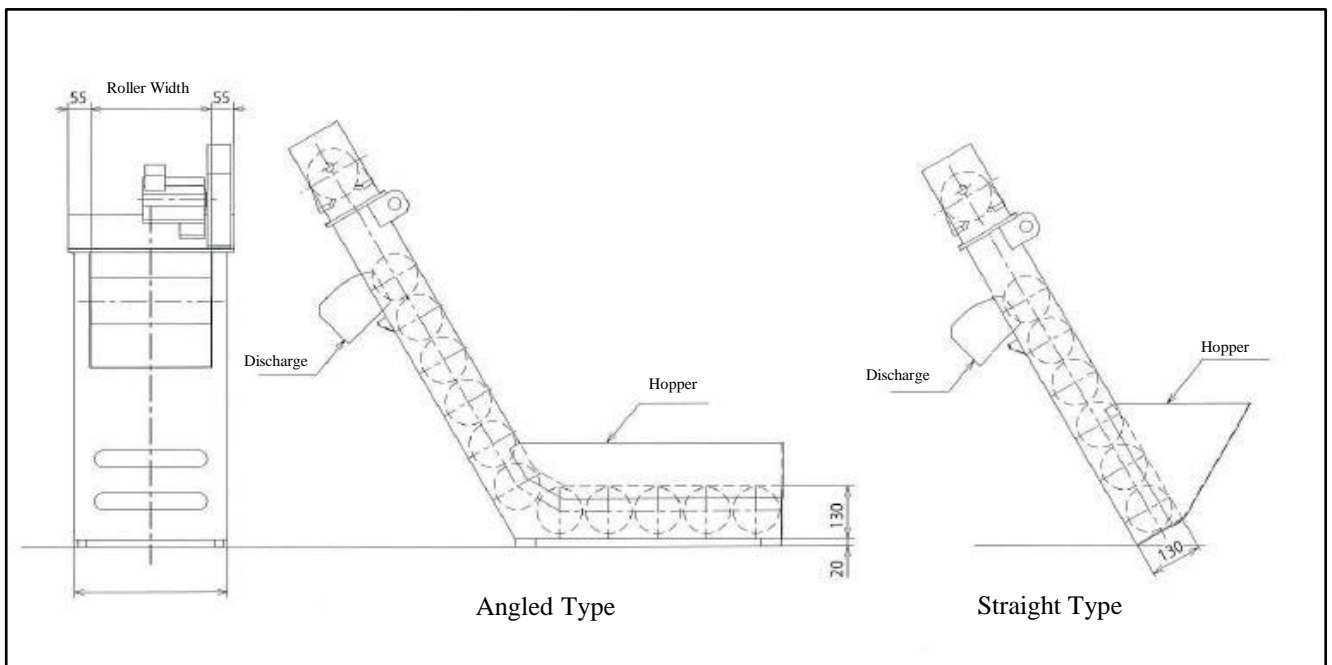 Roller Width
55
55
Discharge
Hopper
130
20
Angled Type
Discharge
Hopper
130
Straight Type